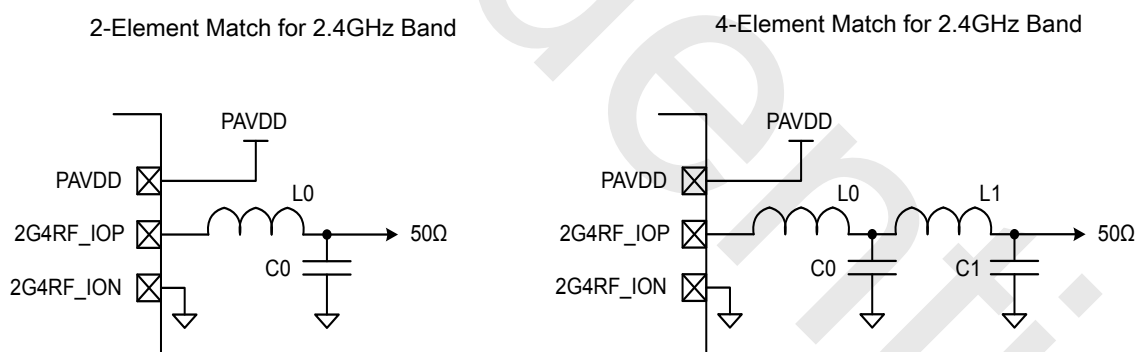 2-Element Match for 2.4GHz Band
PAVDD
PAVDD
L0
2G4RF_IOP
50Ω
C0
2G4RF_ION
4-Element Match for 2.4GHz Band
PAVDD
PAVDD
L0
L1
2G4RF_IOP
50Ω
C0
C1
2G4RF_ION